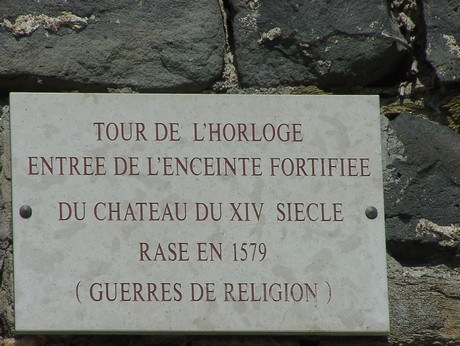 TOUR DE L'HORLOGE
ENTREE DE L'ENCEINTE FORTIFIEE
DU CHATEAU DU XIV SIECLE
RASE EN 1579
( GUERRES DE RELIGION )